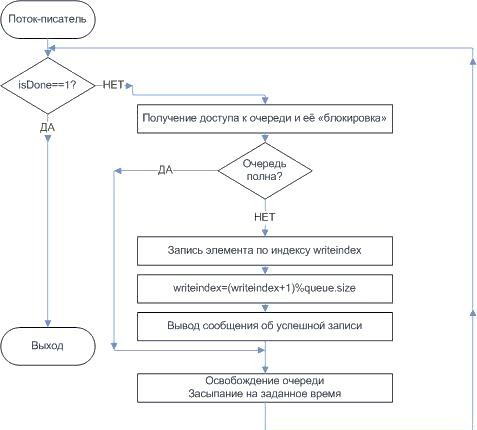 Поток-писатель
isDone==1?
НЕТ
ДА
Получение доступа к очереди и её «блокировка»
Очередь
полна?
ДА
НЕТ
Запись элемента по индексу writeindex
writeindex=(writeindex+1)%queue.size
Вывод сообщения об успешной записи
Выход
Освобождение очереди
Засыпание на заданное время